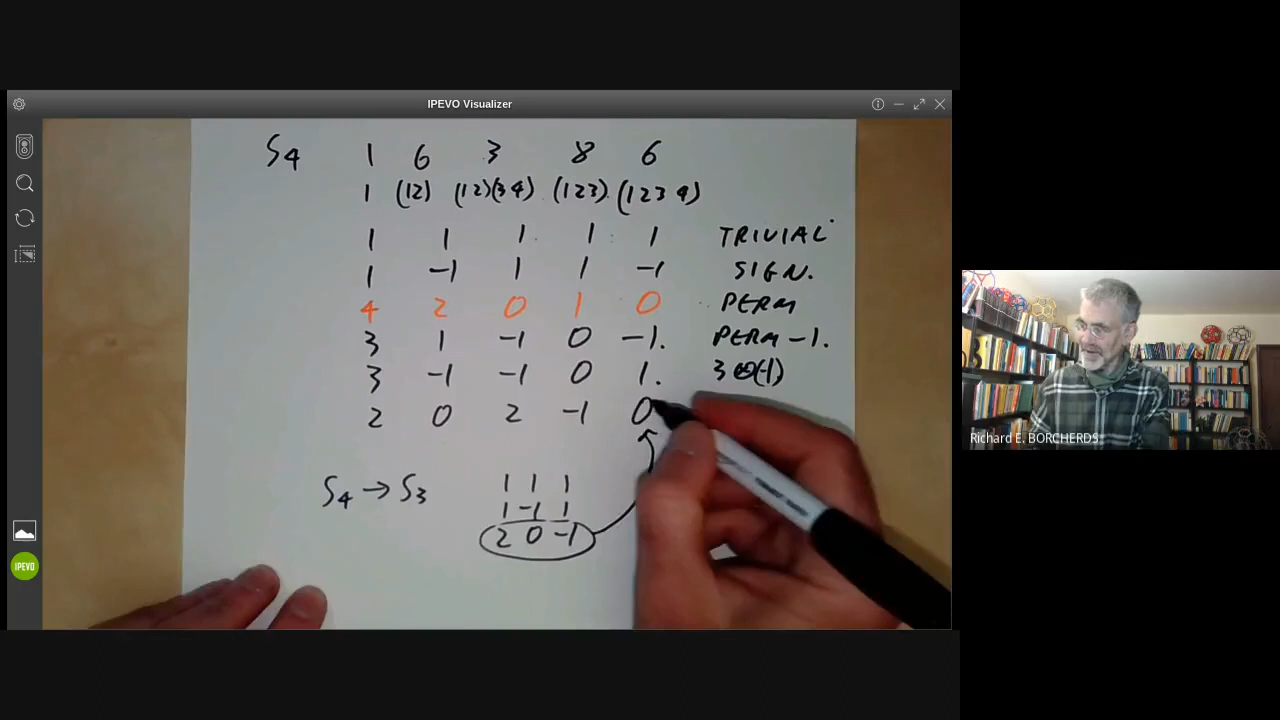 IPEVO Visualizer
S4 1 6 3 8 6
1 (12) (12)(34) (123) (1234)
1 1 1 1 1 TRIVIAL
1 -1 1 1 -1 SIGN.
4 2 0 1 0 PERM
3 1 -1 0 -1. PERM -1.
3 -1 -1 0 1. 3⊗(-1)
2 0 2 -1 0
S4 → S3
1 1 1
1 -1 1
2 0 -1
IPEVO
Richard E. BORCHERDS